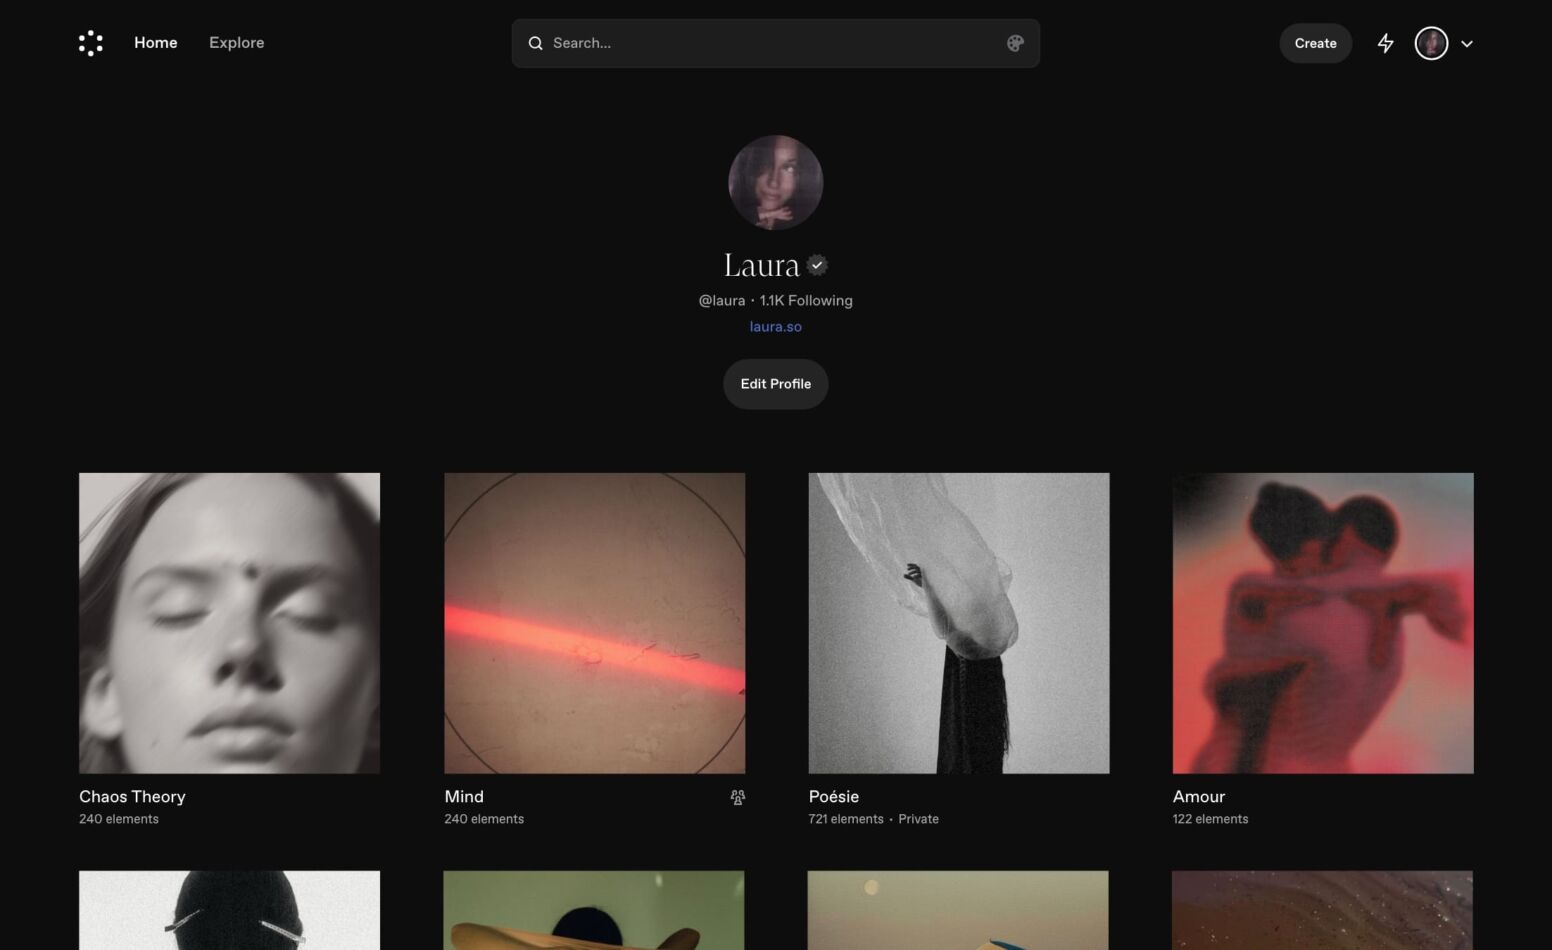 Home
Explore
Search...
Create
Laura
@laura · 1.1K Following
laura.so
Edit Profile
Chaos Theory
240 elements
Mind
240 elements
Poésie
721 elements · Private
Amour
122 elements